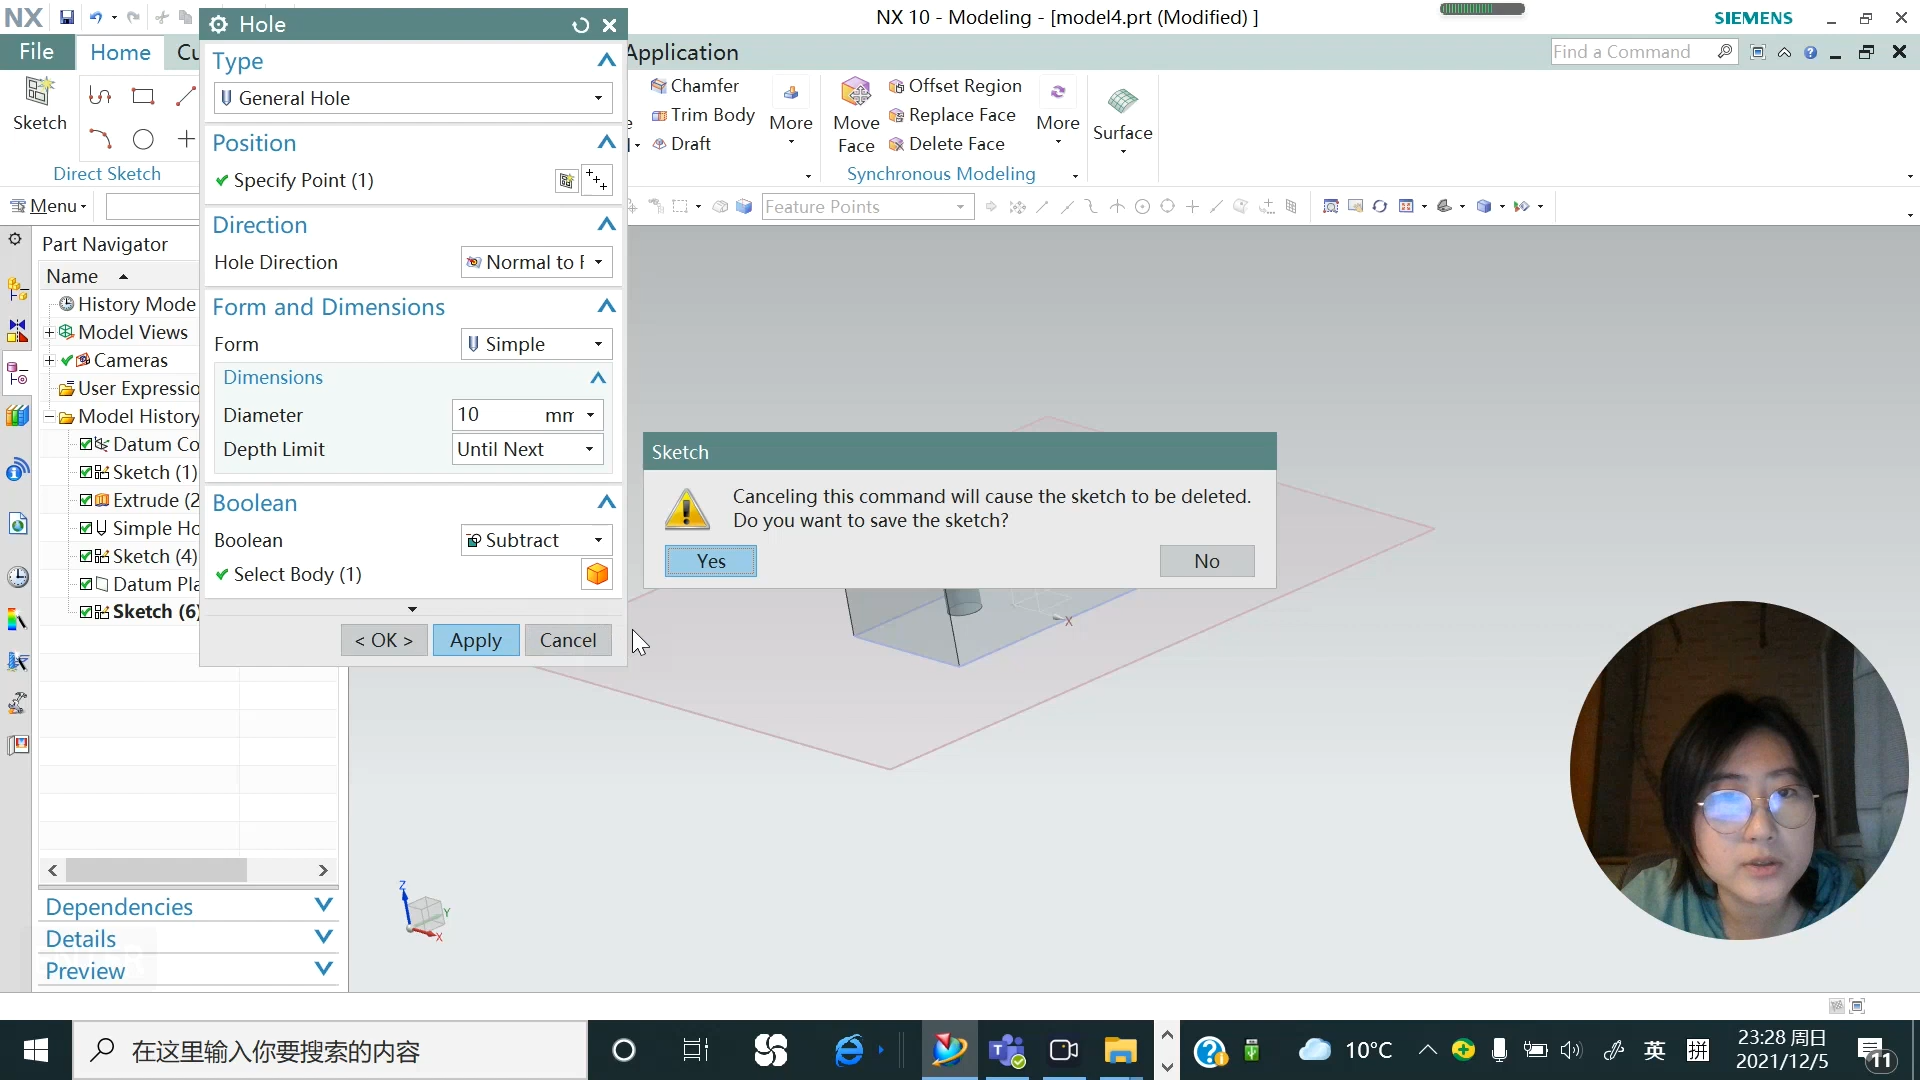 NX
NX 10 - Modeling - [model4.prt (Modified) ]
SIEMENS
Hole
File
Home
Application
Find a Command
Sketch
Direct Sketch
Chamfer
Trim Body
Draft
More
Move
Face
Offset Region
Replace Face
Delete Face
More
Surface
Synchronous Modeling
Menu
Feature Points
Type
General Hole
Position
Specify Point (1)
Direction
Hole Direction
Normal to
Form and Dimensions
Form
Simple
Dimensions
Diameter
10
mm
Depth Limit
Until Next
Boolean
Boolean
Subtract
Select Body (1)
< OK >
Apply
Cancel
Part Navigator
Name
History Mode
Model Views
Cameras
User Expressio
Model History
Datum Co
Sketch (1)
Extrude (2
Simple Ho
Sketch (4)
Datum Pla
Sketch (6)
Dependencies
Details
Preview
Sketch
Canceling this command will cause the sketch to be deleted.
Do you want to save the sketch?
Yes
No
X
Z
Y
X
在这里输入你要搜索的内容
10°C
英
拼
23:28 周日
2021/12/5
11